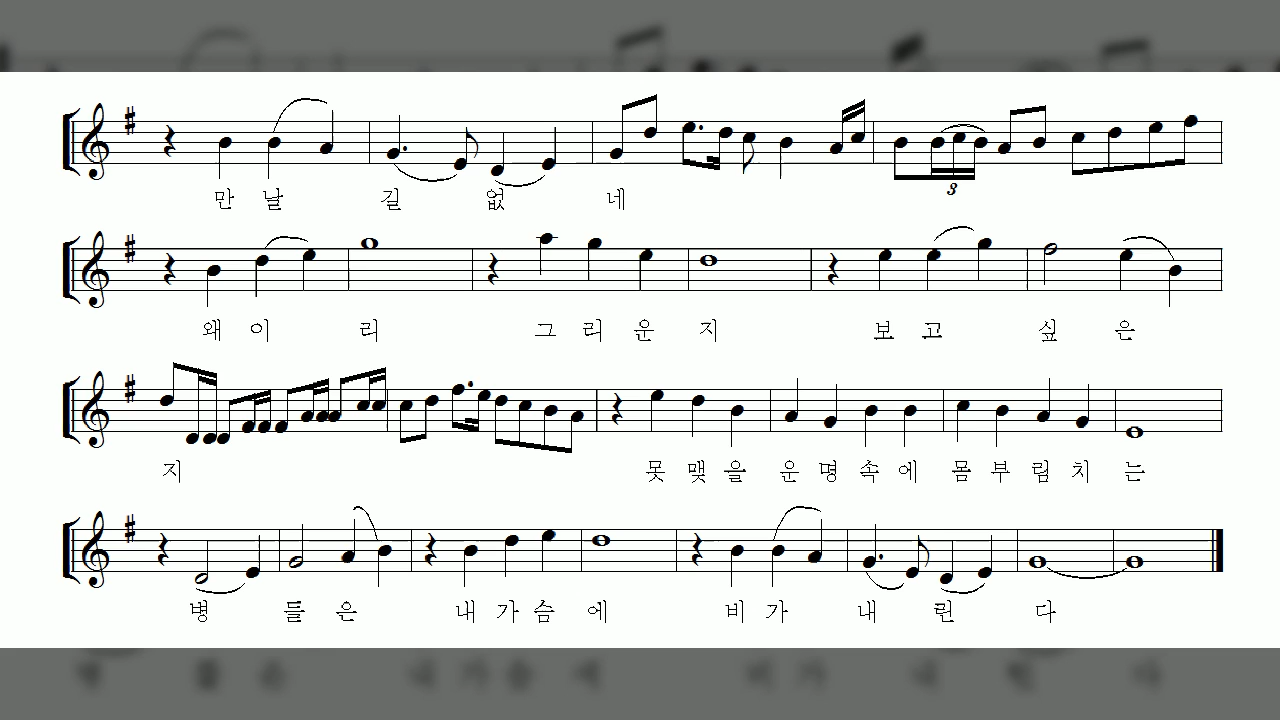 만 날 길 없 네
3
왜 이 리 그 리 운 지 보 고 싶 은
지 못 맺 을 운 명 속 에 몸 부 림 치 는
병 들 은 내 가 슴 에 비 가 내 린 다